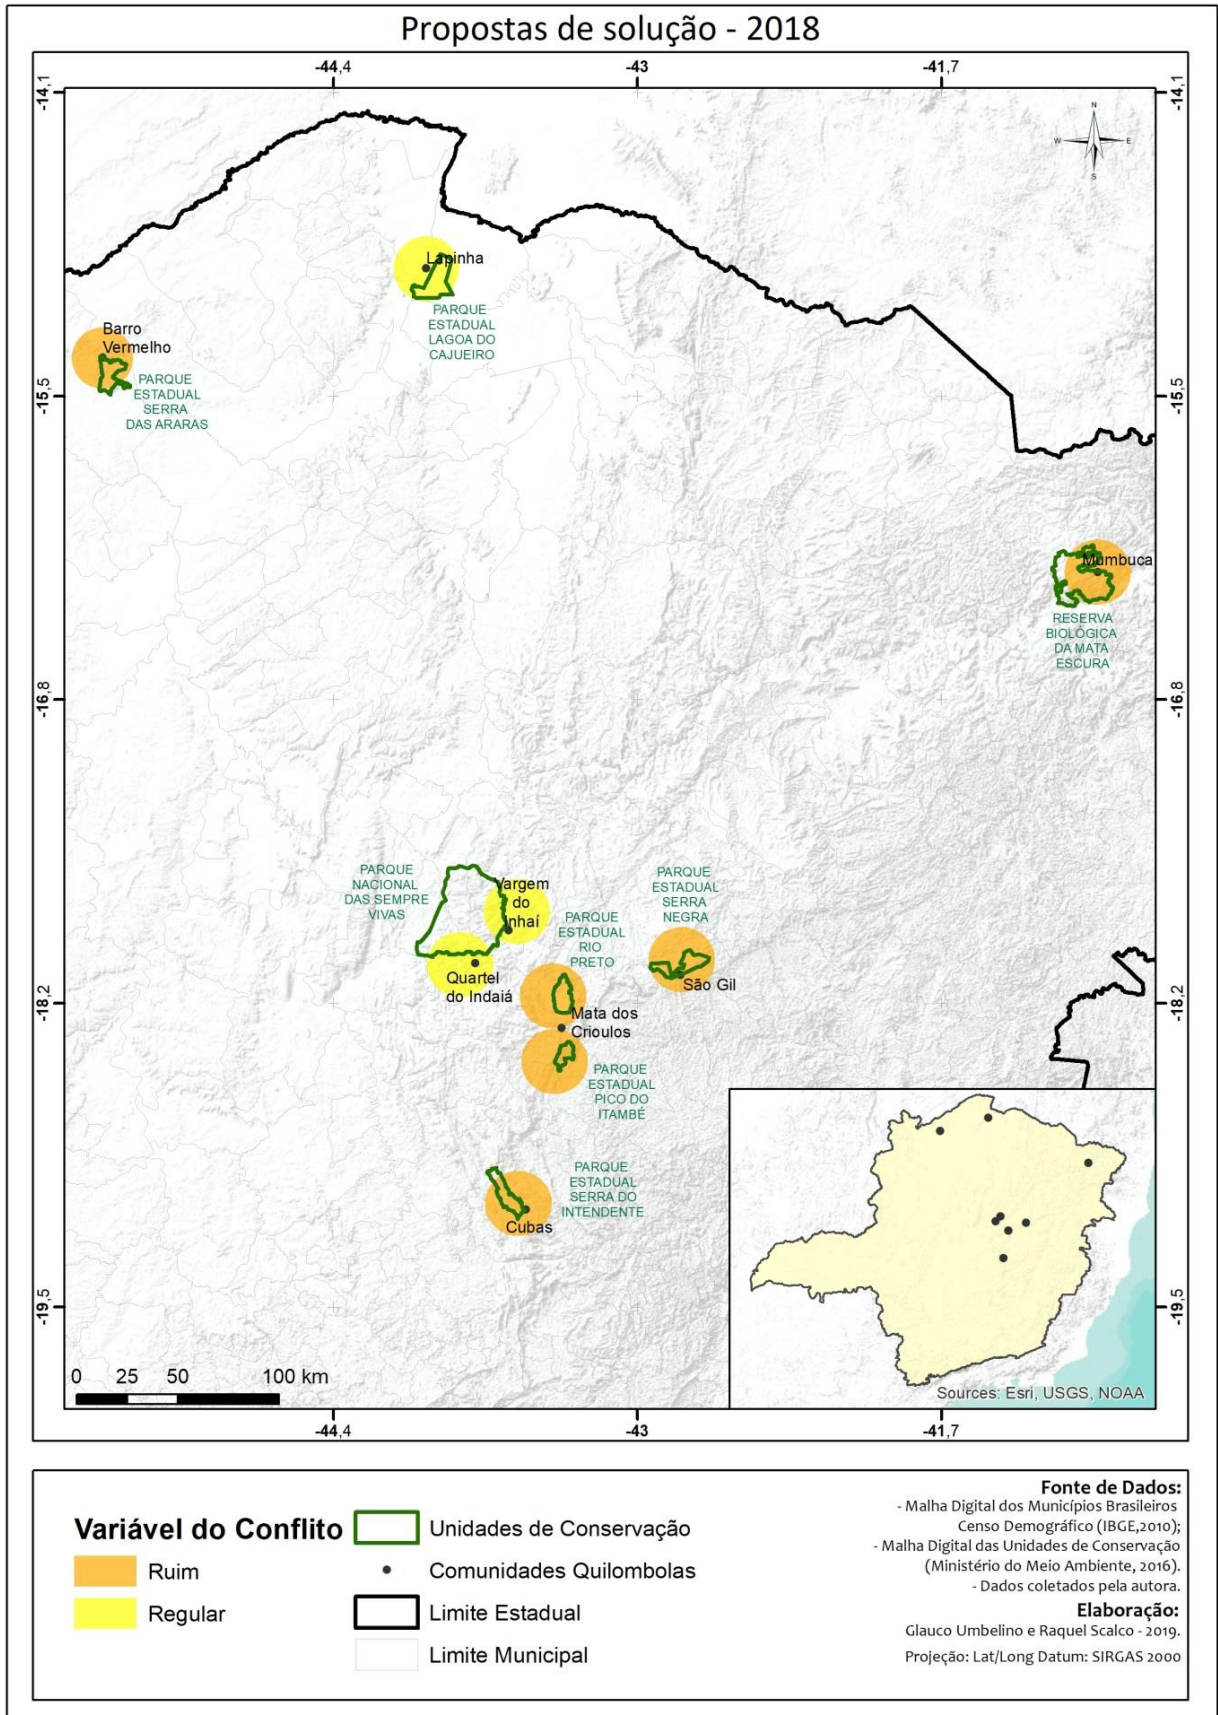 Propostas de solução - 2018
-44,4
-43
-41,7
-14,1
-14,1
N
W
E
S
Lapinha
PARQUE
ESTADUAL
LAGOA DO
CAJUEIRO
Barro
Vermelho
PARQUE
ESTADUAL
SERRA
DAS ARARAS
-15,5
-15,5
Mumbuca
RESERVA
BIOLÓGICA
DA MATA
ESCURA
-16,8
-16,8
PARQUE
NACIONAL
DAS SEMPRE
VIVAS
Vargem
do
Inhaí
PARQUE
ESTADUAL
SERRA
NEGRA
PARQUE
ESTADUAL
RIO
PRETO
Quartel
do Indaiá
São Gil
-18,2
-18,2
Mata dos
Crioulos
PARQUE
ESTADUAL
PICO DO
ITAMBÉ
PARQUE
ESTADUAL
SERRA DO
INTENDENTE
Cubas
-19,5
-19,5
0 25 50 100 km
Sources: Esri, USGS, NOAA
-44,4
-43
-41,7
Variável do Conflito
Ruim
Regular
Unidades de Conservação
Comunidades Quilombolas
Limite Estadual
Limite Municipal
Fonte de Dados:
- Malha Digital dos Municípios Brasileiros
Censo Demográfico (IBGE,2010);
- Malha Digital das Unidades de Conservação
(Ministério do Meio Ambiente, 2016).
- Dados coletados pela autora.
Elaboração:
Glauco Umbelino e Raquel Scalco - 2019.
Projeção: Lat/Long Datum: SIRGAS 2000